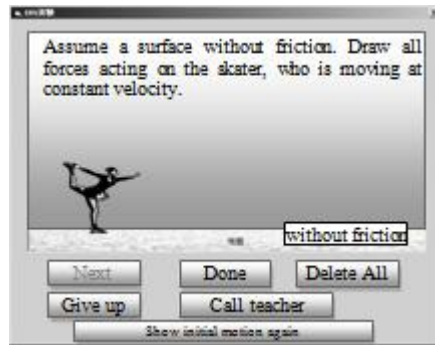 Assume a surface without friction. Draw all
forces acting on the skater, who is moving at
constant velocity.
without friction
Next
Done
Delete All
Give up
Call teacher
Show initial motion again